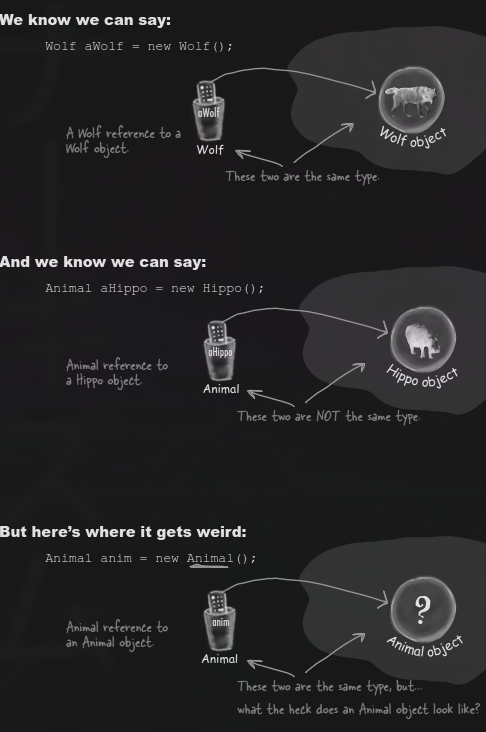 We know we can say:
Wolf aWolf = new Wolf();
aWolf
A Wolf reference to a
Wolf object.
Wolf
Wolf object
These two are the same type.
And we know we can say:
Animal aHippo = new Hippo();
aHippo
Animal reference to
a Hippo object.
Animal
Hippo object
These two are NOT the same type.
But here’s where it gets weird:
Animal anim = new Animal();
anim
?
Animal reference to
an Animal object.
Animal
Animal object
These two are the same type, but...
what the heck does an Animal object look like?